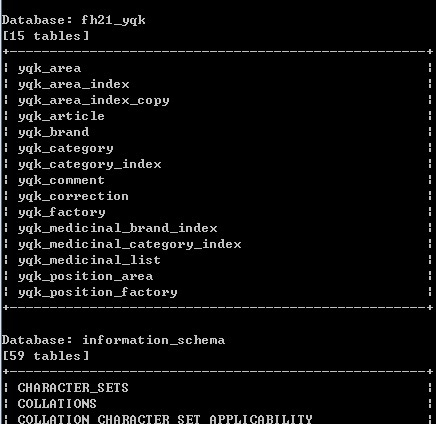 Database: fh21_yqk
[15 tables]
+---------------------------------------------------+
| yqk_area |
| yqk_area_index |
| yqk_area_index_copy |
| yqk_article |
| yqk_brand |
| yqk_category |
| yqk_category_index |
| yqk_comment |
| yqk_correction |
| yqk_factory |
| yqk_medicinal_brand_index |
| yqk_medicinal_category_index |
| yqk_medicinal_list |
| yqk_position_area |
| yqk_position_factory |
+---------------------------------------------------+
Database: information_schema
[59 tables]
+---------------------------------------------------+
| CHARACTER_SETS |
| COLLATIONS |
| COLLATION_CHARACTER_SET_APPLICABILITY |